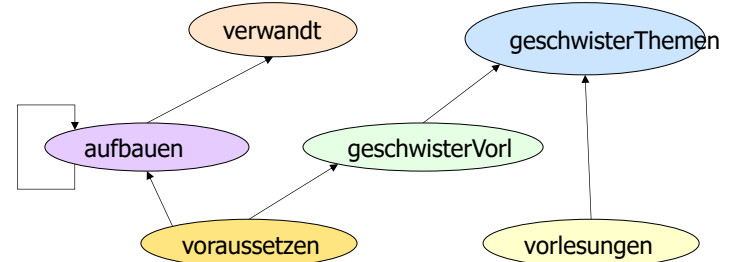 verwandt
geschwisterThemen
aufbauen
geschwisterVorl
voraussetzen
vorlesungen